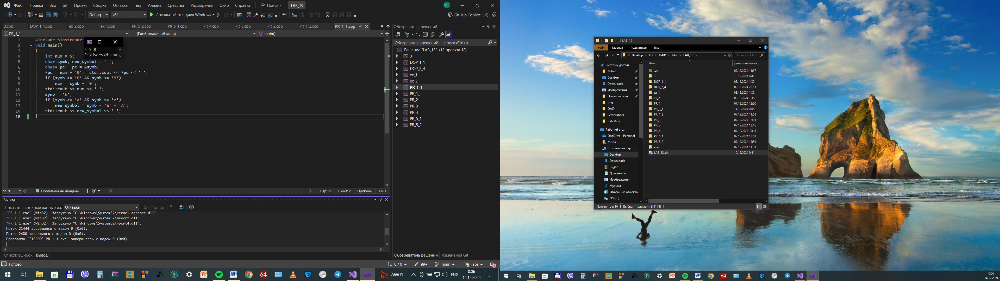 Файл Правка Вид Git Проект Сборка Отладка Тест Анализ Средства Расширения Окно Справка Поиск LAB_13 МБ
Debug x64 Локальный отладчик Windows GitHub Copilot
3.cpp DOP_1_1.cpp ex_2.cpp ex_1.cpp PR_5_2.cpp PR_5_1.cpp PR_4.cpp PR_3.cpp PR_2.cpp PR_1_2.cpp PR_1_1.cpp
PR_1_1 (Глобальная область) main()
1 #include <iostream>
2 void main()
3 {
4 int num = 5;
5 char symb, new_symbol = ' ';
6 char* pc; pc = &symb;
7 *pc = num + '0'; std::cout << *pc << ' ';
8 if (symb >= '0' && symb <= '9')
9 num = symb - '0';
10 std::cout << num << ' ';
11 symb = 'b';
12 if (symb >= 'a' && symb <= 'z')
13 new_symbol = symb - 'a' + 'A';
14 std::cout << new_symbol << ' ';
15 }
5 5 B
C:\Users\Misha
99 % Проблемы не найдены. Стр: 15 Симв: 2 Пробелы CRLF
Вывод
Показать выходные данные из: Отладка
"PR_1_1.exe" (Win32). Загружено "C:\Windows\System32\kernel.appcore.dll".
"PR_1_1.exe" (Win32). Загружено "C:\Windows\System32\msvcrt.dll".
"PR_1_1.exe" (Win32). Загружено "C:\Windows\System32\rpcrt4.dll".
Поток 21444 завершился с кодом 0 (0x0).
Поток 2480 завершился с кодом 0 (0x0).
Программа "[16500] PR_1_1.exe" завершилась с кодом 0 (0x0).
Список ошибок Вывод
Обозреватель решений
Обозреватель решений — поиск (Ctrl+;)
Решение "LAB_13" (12 проекта 12)
3
DOP_1_1
DOP_2_4
ex_1
ex_2
PR_1_1
PR_1_2
PR_2
PR_3
PR_4
PR_5_1
PR_5_2
Обозреватель решений Изменения Git
Готово 0 / 0 99+ main labs 1
64 AW01 ENG 0:06
14.12.2024
LAB_13
Файл Главная Поделиться Вид
Desktop FIT OAIP labs LAB_13 Поиск в: LAB...
Быстрый доступ
Mihail
Desktop
Downloads
Изображения
Пользователи
img
OAIP
Screenshots
лаб. 07 +
Рабочий стол
OneDrive - Personal
Misha
Этот компьютер
Desktop
Downloads
Видео
Документы
Изображения
Музыка
Объемные объекты
OS (C:)
Имя Дата изменения
.vs 07.12.2024 11:37
3 10.12.2024 0:41
DOP_1_1 08.12.2024 1:39
DOP_2_4 09.12.2024 22:53
ex_1 08.12.2024 1:36
ex_2 08.12.2024 1:36
PR_1 07.12.2024 12:20
PR_1_1 14.12.2024 0:05
PR_1_2 07.12.2024 11:58
PR_2 07.12.2024 12:05
PR_3 07.12.2024 12:16
PR_4 07.12.2024 19:13
PR_5_1 07.12.2024 18:58
PR_5_2 07.12.2024 18:59
x64 07.12.2024 11:39
LAB_13.sln 10.12.2024 0:41
Элементов: 16 Выбран 1 элемент: 9,41 КБ
64 0:06
14.12.2024